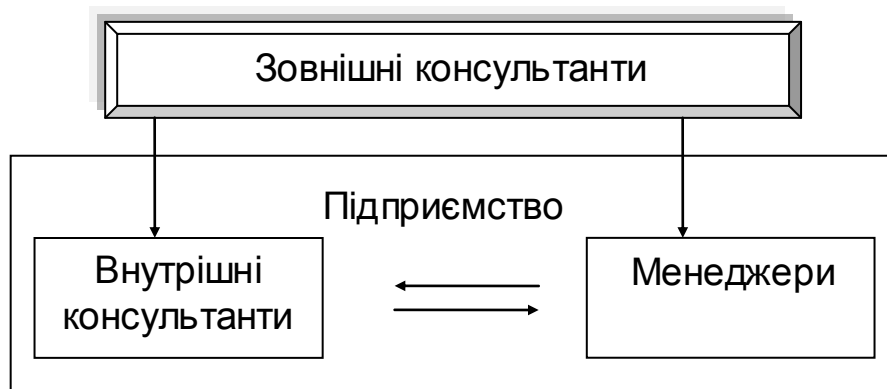 Зовнішні консультанти
Підприємство
Внутрішні
консультанти
Менеджери